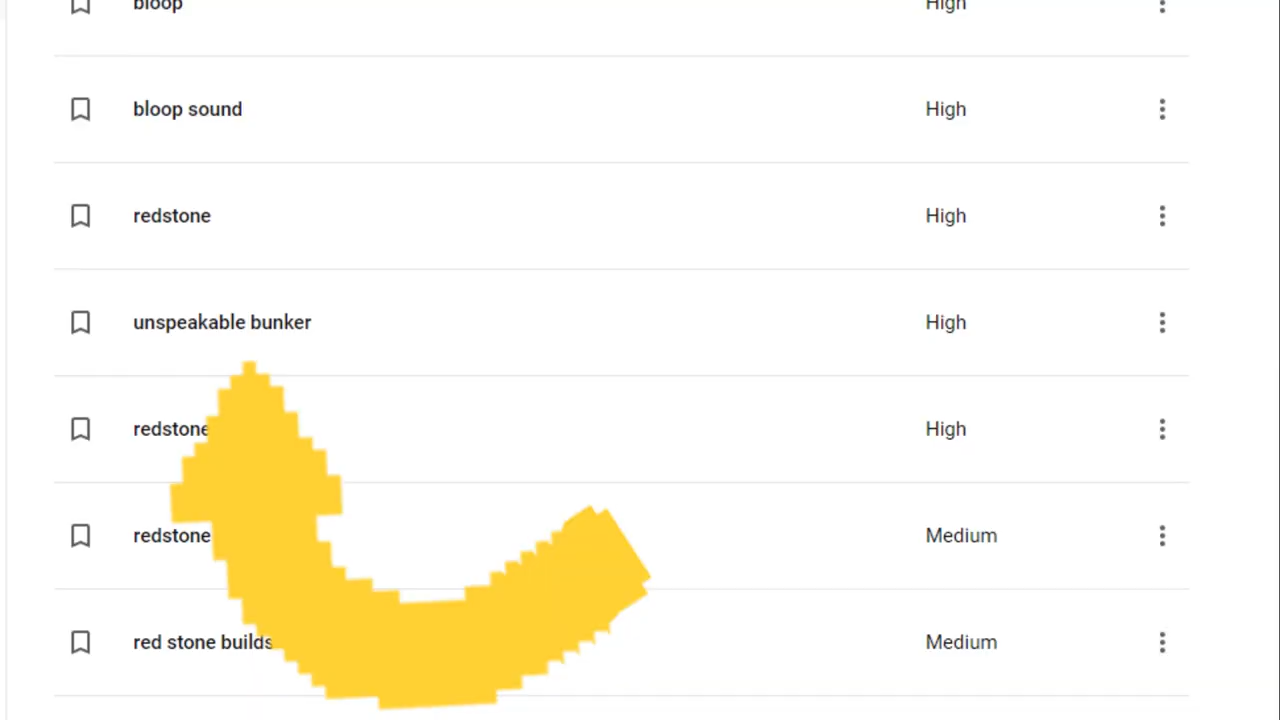 bloop High
bloop sound High
redstone High
unspeakable bunker High
redstone High
redstone Medium
red stone builds Medium